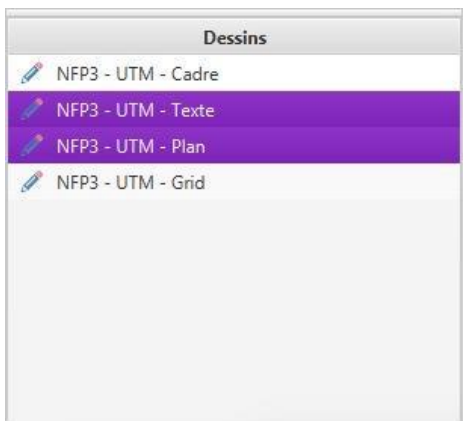 Dessins
NFP3 - UTM - Cadre
NFP3 - UTM - Texte
NFP3 - UTM - Plan
NFP3 - UTM - Grid